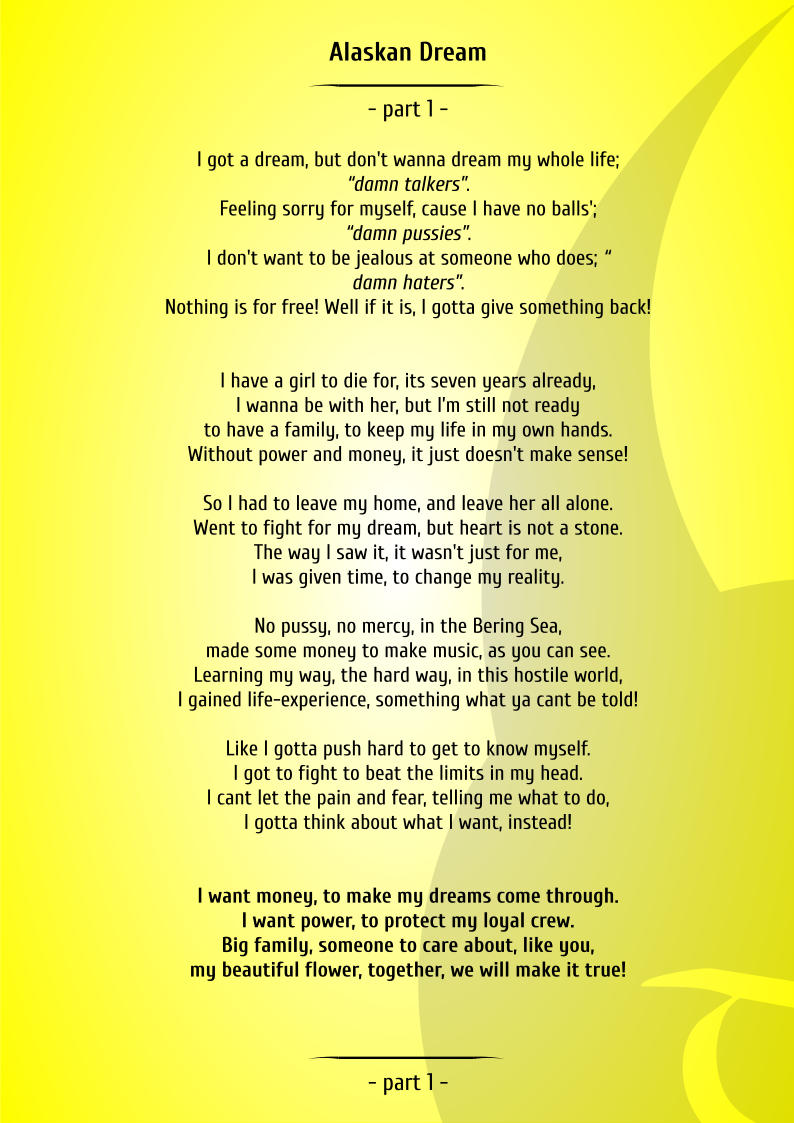 Alaskan Dream
- part 1 -
I got a dream, but don't wanna dream my whole life;
“damn talkers”.
Feeling sorry for myself, cause I have no balls';
“damn pussies”.
I don't want to be jealous at someone who does; “
damn haters”.
Nothing is for free! Well if it is, I gotta give something back!
I have a girl to die for, its seven years already,
I wanna be with her, but I'm still not ready
to have a family, to keep my life in my own hands.
Without power and money, it just doesn't make sense!
So I had to leave my home, and leave her all alone.
Went to fight for my dream, but heart is not a stone.
The way I saw it, it wasn't just for me,
I was given time, to change my reality.
No pussy, no mercy, in the Bering Sea,
made some money to make music, as you can see.
Learning my way, the hard way, in this hostile world,
I gained life-experience, something what ya cant be told!
Like I gotta push hard to get to know myself.
I got to fight to beat the limits in my head.
I cant let the pain and fear, telling me what to do,
I gotta think about what I want, instead!
I want money, to make my dreams come through.
I want power, to protect my loyal crew.
Big family, someone to care about, like you,
my beautiful flower, together, we will make it true!
- part 1 -